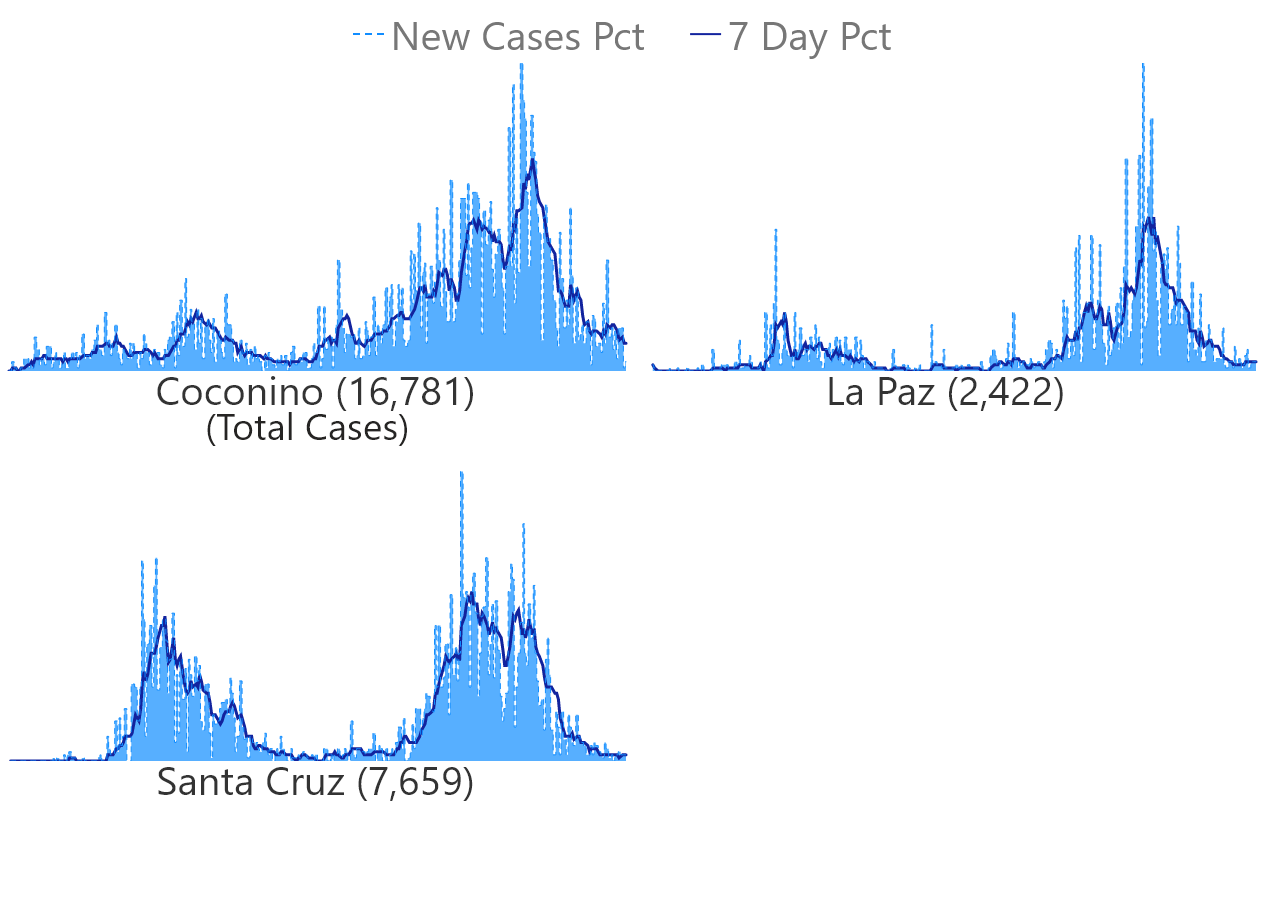 New Cases Pct 7 Day Pct
Coconino (16,781) La Paz (2,422)
(Total Cases)
Santa Cruz (7,659)